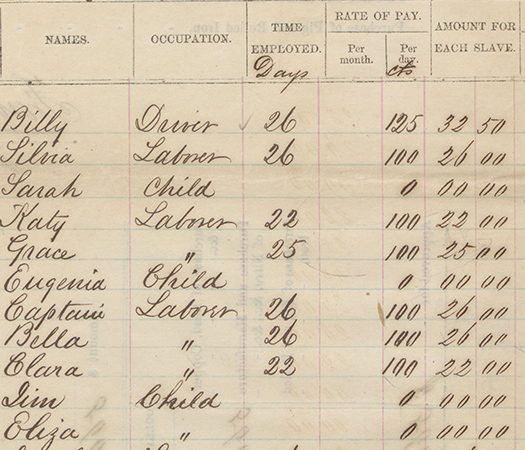 NAMES. OCCUPATION. TIME EMPLOYED. RATE OF PAY. Per month. Per day. AMOUNT FOR EACH SLAVE.
Days cts
Billy Driver 26 125 32 50
Silvia Laborer 26 100 26 00
Sarah Child 0 00 00
Katy Laborer 22 100 22 00
Grace " 25 100 25 00
Eugenia Child 0 00 00
Captain Laborer 26 100 26 00
Bella " 26 100 26 00
Clara " 22 100 22 00
Jim Child 0 00 00
Eliza " 0 00 00